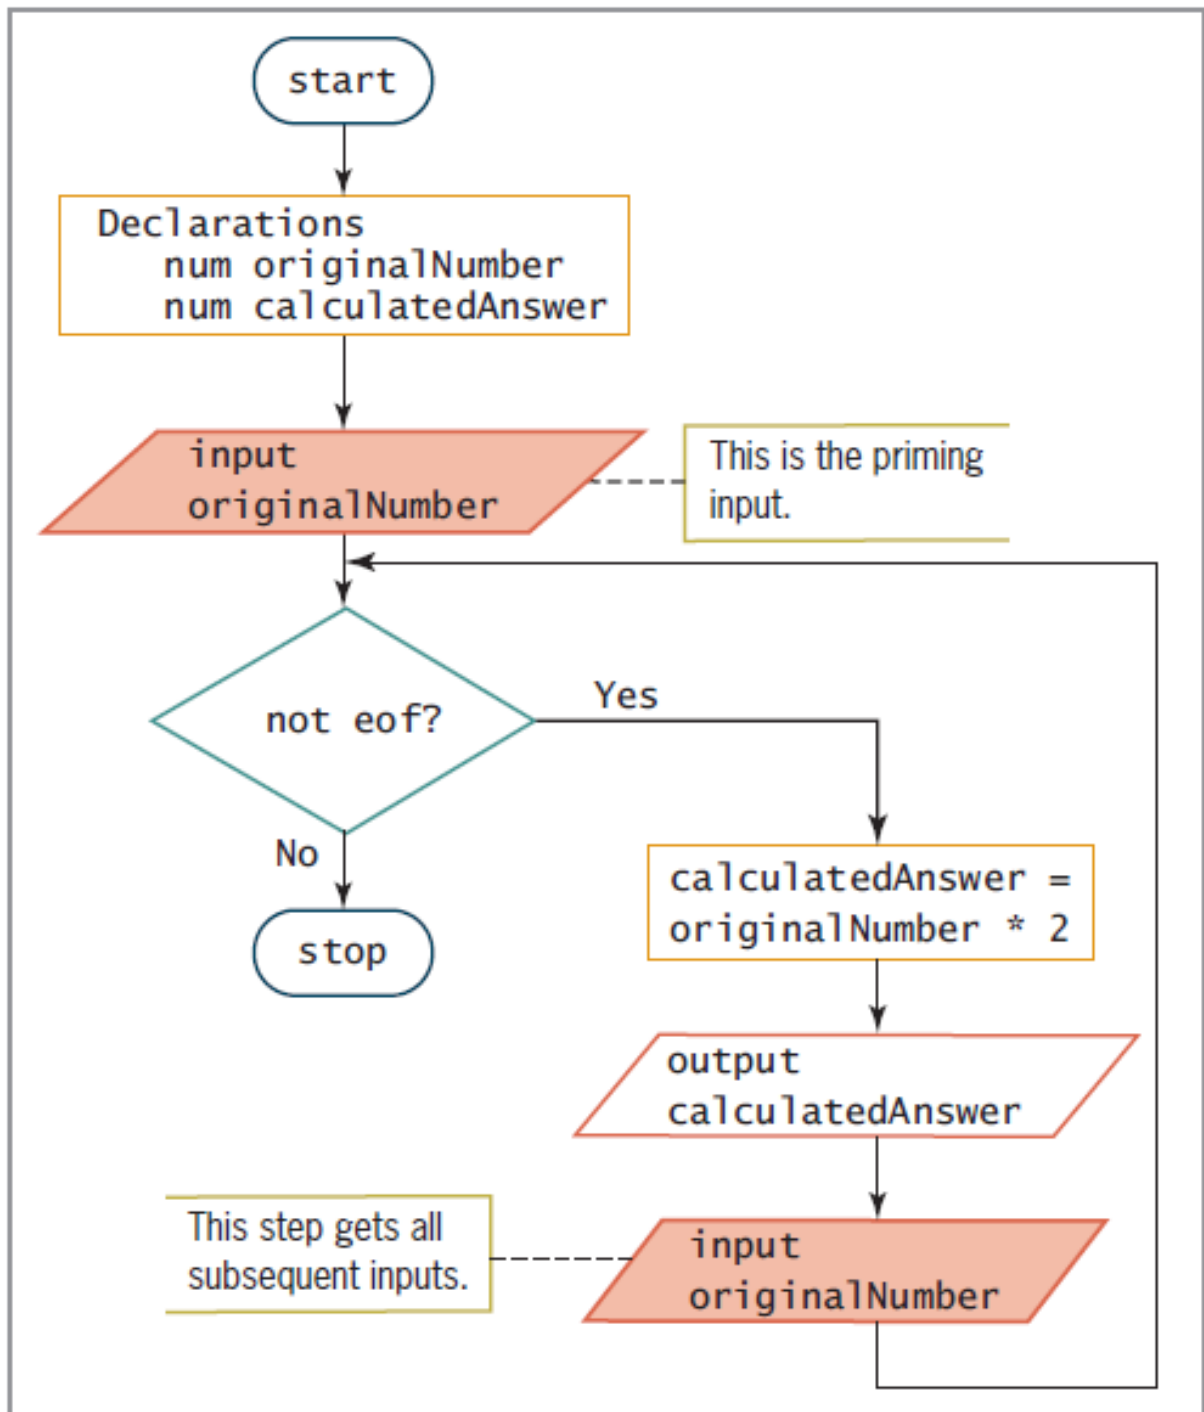 start
Declarations
num originalNumber
num calculatedAnswer
input
originalNumber
This is the priming
input.
not eof?
Yes
No
stop
calculatedAnswer =
originalNumber * 2
output
calculatedAnswer
This step gets all
subsequent inputs.
input
originalNumber